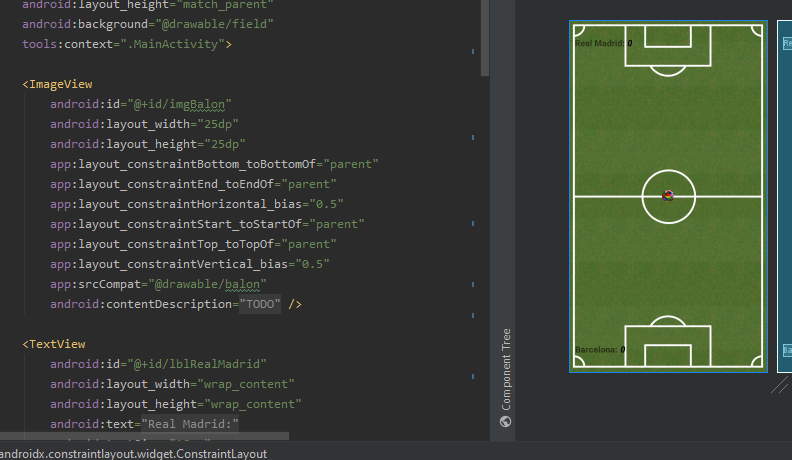 android:layout_height="match_parent"
android:background="@drawable/field"
tools:context=".MainActivity">
<ImageView
android:id="@+id/imgBalon"
android:layout_width="25dp"
android:layout_height="25dp"
app:layout_constraintBottom_toBottomOf="parent"
app:layout_constraintEnd_toEndOf="parent"
app:layout_constraintHorizontal_bias="0.5"
app:layout_constraintStart_toStartOf="parent"
app:layout_constraintTop_toTopOf="parent"
app:layout_constraintVertical_bias="0.5"
app:srcCompat="@drawable/balon"
android:contentDescription="TODO" />
<TextView
android:id="@+id/lblRealMadrid"
android:layout_width="wrap_content"
android:layout_height="wrap_content"
android:text="Real Madrid:"
androidx.constraintlayout.widget.ConstraintLayout
Component Tree
Real Madrid: 0
Barcelona: 0